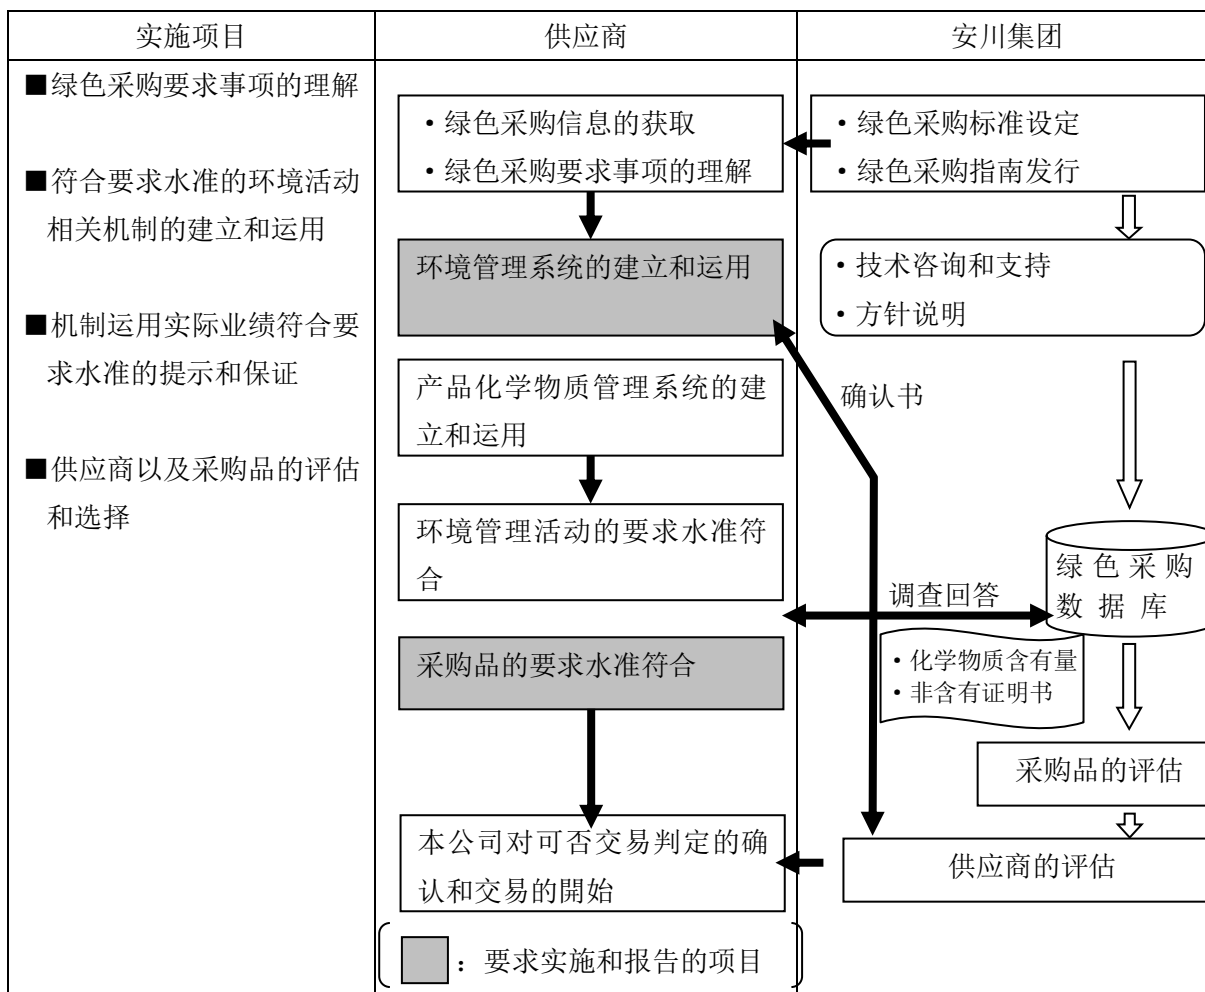 实施项目
供应商
安川集团
■绿色采购要求事项的理解
■符合要求水准的环境活动
相关机制的建立和运用
■机制运用实际业绩符合要
求水准的提示和保证
■供应商以及采购品的评估
和选择
・绿色采购信息的获取
・绿色采购要求事项的理解
环境管理系统的建立和运用
产品化学物质管理系统的建
立和运用
环境管理活动的要求水准符
合
采购品的要求水准符合
本公司对可否交易判定的确
认和交易的開始
：要求实施和报告的项目
・绿色采购标准设定
・绿色采购指南发行
・技术咨询和支持
・方针说明
确认书
绿色采购
数据库
调查回答
・化学物质含有量
・非含有证明书
采购品的评估
供应商的评估